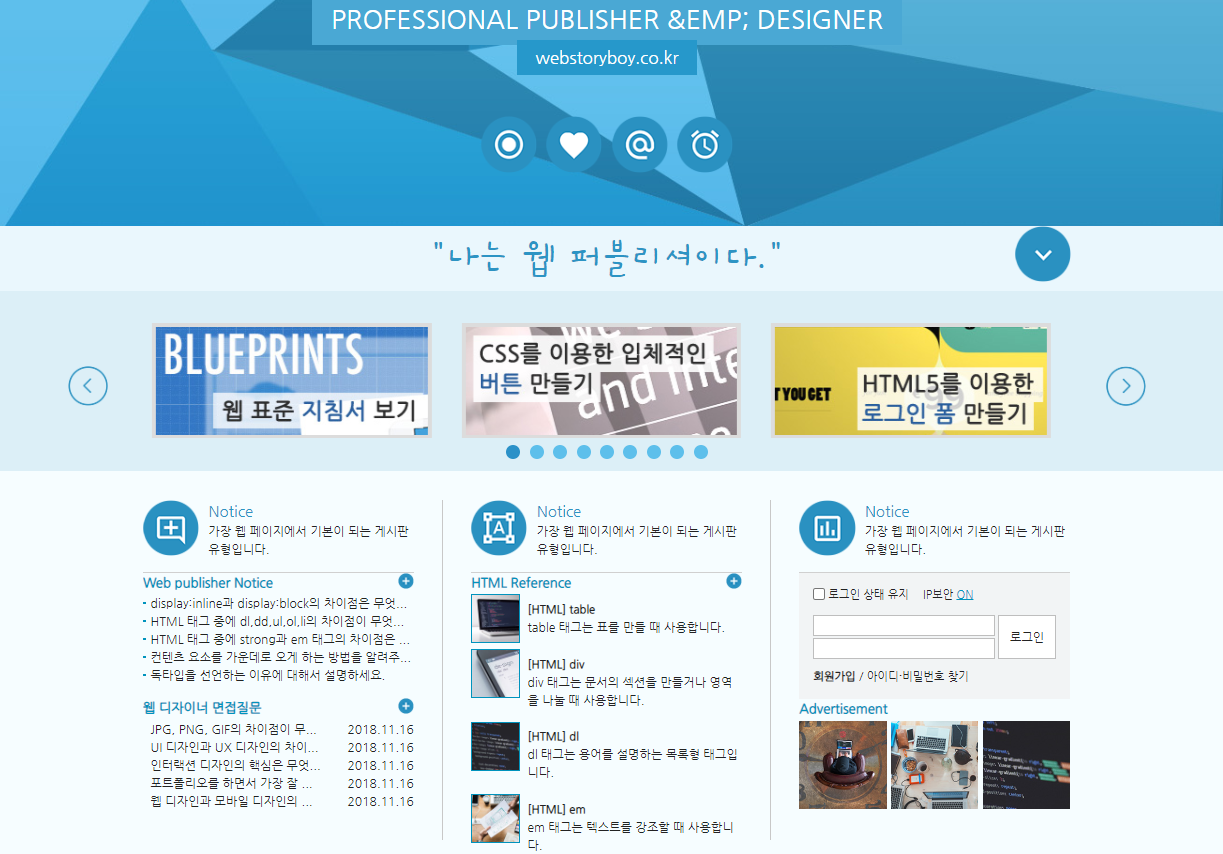 PROFESSIONAL PUBLISHER &EMP; DESIGNER
webstoryboy.co.kr
"나는 웹 퍼블리셔이다."
BLUEPRINTS
웹 표준 지침서 보기
CSS를 이용한 입체적인
버튼 만들기
and inte
T YOU GET
HTML5를 이용한
로그인 폼 만들기
Notice
가장 웹 페이지에서 기본이 되는 게시판
유형입니다.
Web publisher Notice
display:inline과 display:block의 차이점은 무엇...
HTML 태그 중에 dl,dd,ul,ol,li의 차이점이 무엇...
HTML 태그 중에 strong과 em 태그의 차이점은 ...
컨텐츠 요소를 가운데로 오게 하는 방법을 알려주...
독타입을 선언하는 이유에 대해서 설명하세요.
웹 디자이너 면접질문
JPG, PNG, GIF의 차이점이 무... 2018.11.16
UI 디자인과 UX 디자인의 차이... 2018.11.16
인터랙션 디자인의 핵심은 무엇... 2018.11.16
포트폴리오를 하면서 가장 잘 ... 2018.11.16
웹 디자인과 모바일 디자인의 ... 2018.11.16
Notice
가장 웹 페이지에서 기본이 되는 게시판
유형입니다.
HTML Reference
[HTML] table
table 태그는 표를 만들 때 사용합니다.
[HTML] div
div 태그는 문서의 섹션을 만들거나 영역
을 나눌 때 사용합니다.
[HTML] dl
dl 태그는 용어를 설명하는 목록형 태그입
니다.
[HTML] em
em 태그는 텍스트를 강조할 때 사용합니
다.
Notice
가장 웹 페이지에서 기본이 되는 게시판
유형입니다.
로그인 상태 유지 IP보안 ON
로그인
회원가입 / 아이디·비밀번호 찾기
Advertisement